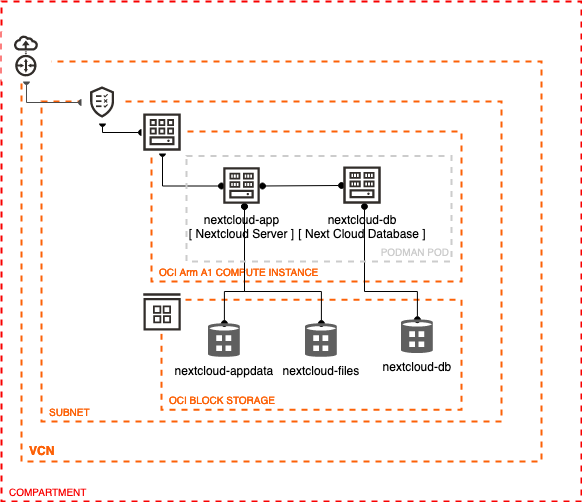 nextcloud-app
nextcloud-db
[ Nextcloud Server ] [ Next Cloud Database ]
PODMAN POD
OCI Arm A1 COMPUTE INSTANCE
nextcloud-appdata
nextcloud-files
nextcloud-db
OCI BLOCK STORAGE
SUBNET
VCN
COMPARTMENT